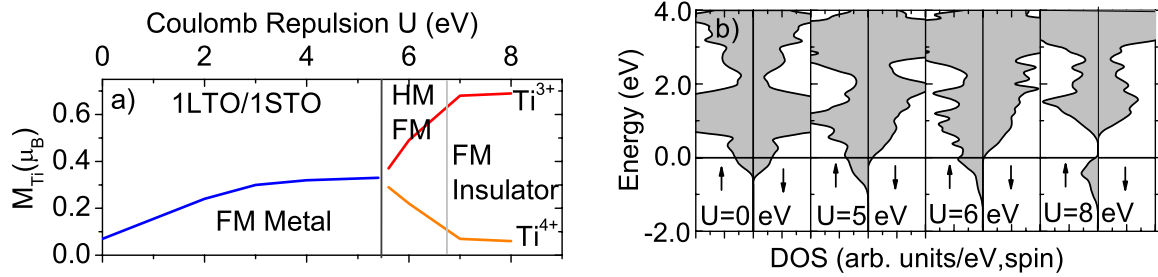 Coulomb Repulsion U (eV)
0 2 4 6 8
a) 1LTO/1STO
HM
FM
Ti3+
FM
Insulator
FM Metal
Ti4+
0.6
0.4
0.2
0.0
MTi(μB)
b)
4.0
2.0
0.0
-2.0
Energy (eV)
U=0 eV
U=5 eV
U=6 eV
U=8 eV
DOS (arb. units/eV,spin)